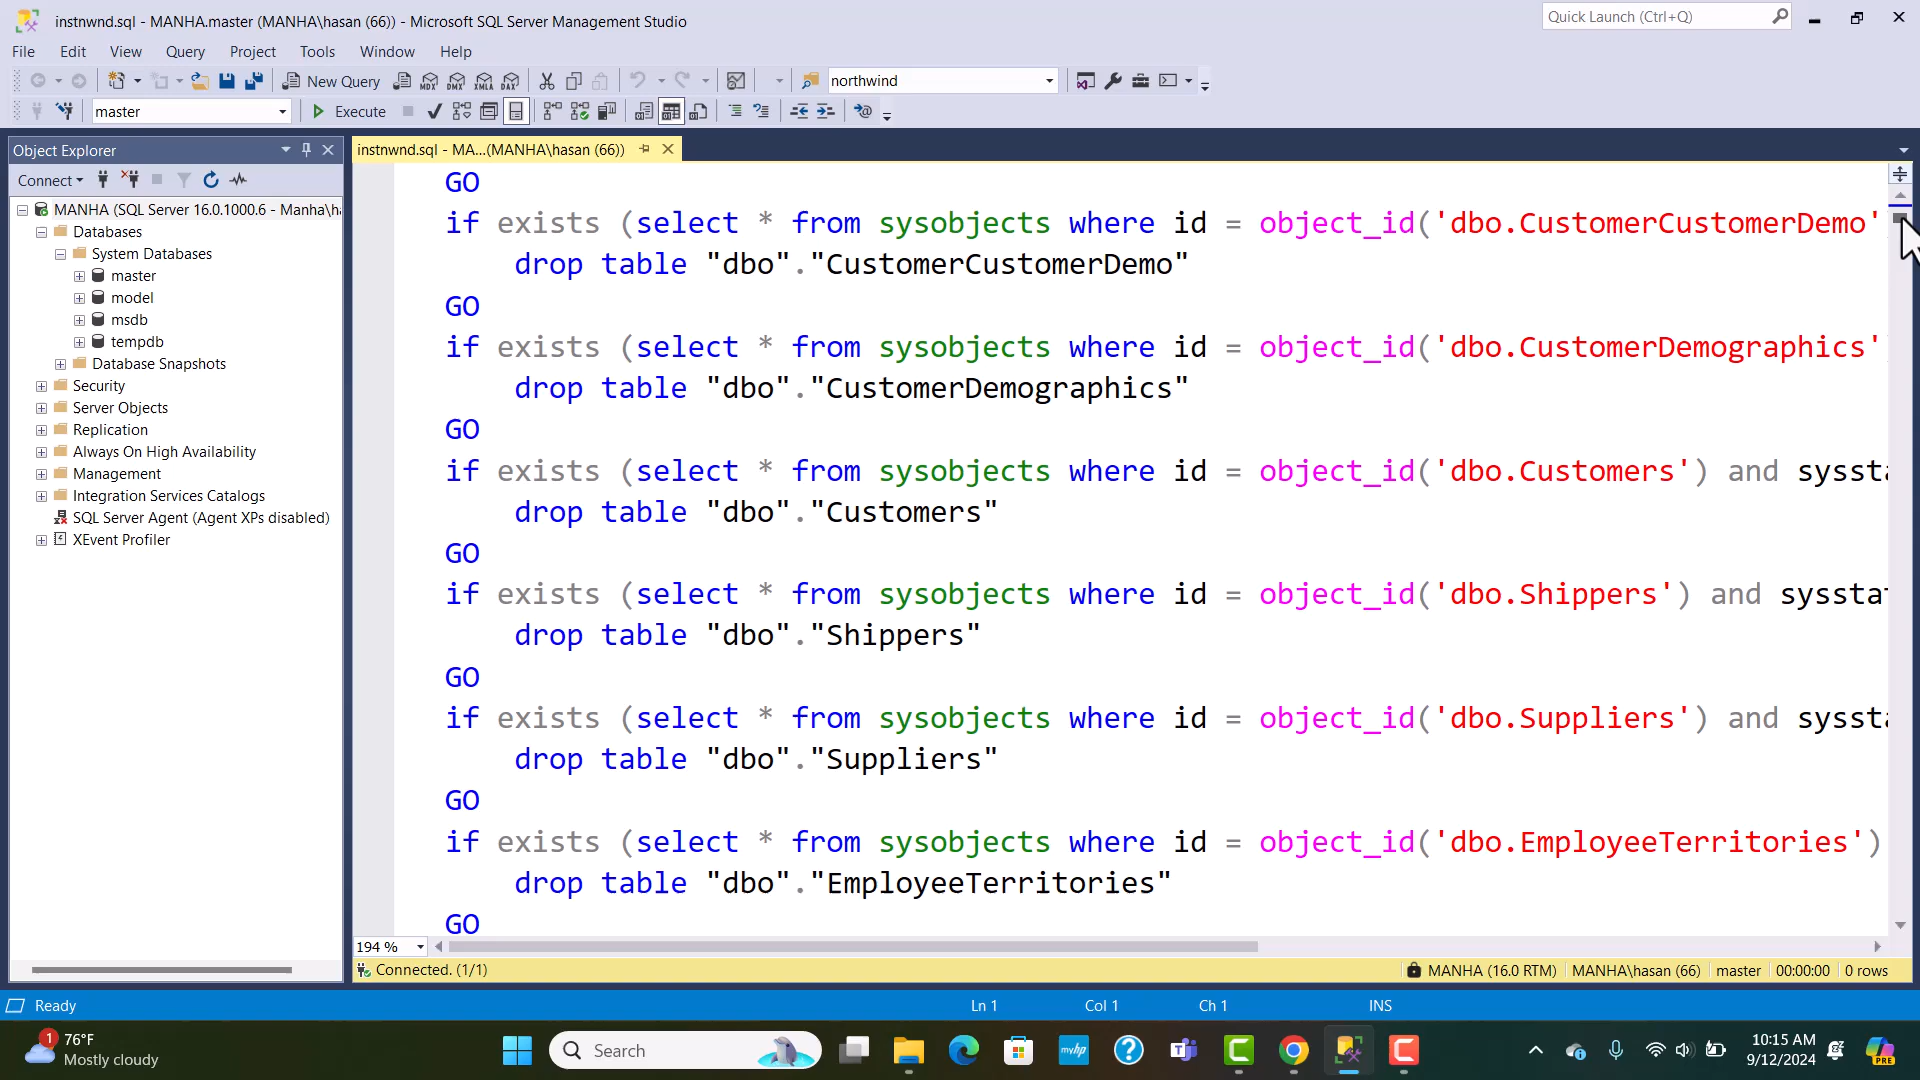 instnwnd.sql - MANHA.master (MANHA\hasan (66)) - Microsoft SQL Server Management Studio
Quick Launch (Ctrl+Q)
File Edit View Query Project Tools Window Help
New Query MDX DMX XMLA DAX northwind
master Execute
Object Explorer
instnwnd.sql - MA...(MANHA\hasan (66))
Connect
MANHA (SQL Server 16.0.1000.6 - Manha\h
Databases
System Databases
master
model
msdb
tempdb
Database Snapshots
Security
Server Objects
Replication
Always On High Availability
Management
Integration Services Catalogs
SQL Server Agent (Agent XPs disabled)
XEvent Profiler
GO
if exists (select * from sysobjects where id = object_id('dbo.CustomerCustomerDemo'
drop table "dbo"."CustomerCustomerDemo"
GO
if exists (select * from sysobjects where id = object_id('dbo.CustomerDemographics'
drop table "dbo"."CustomerDemographics"
GO
if exists (select * from sysobjects where id = object_id('dbo.Customers') and syssta
drop table "dbo"."Customers"
GO
if exists (select * from sysobjects where id = object_id('dbo.Shippers') and sysstat
drop table "dbo"."Shippers"
GO
if exists (select * from sysobjects where id = object_id('dbo.Suppliers') and syssta
drop table "dbo"."Suppliers"
GO
if exists (select * from sysobjects where id = object_id('dbo.EmployeeTerritories')
drop table "dbo"."EmployeeTerritories"
GO
194 %
Connected. (1/1)
MANHA (16.0 RTM) MANHA\hasan (66) master 00:00:00 0 rows
Ready Ln 1 Col 1 Ch 1 INS
1 76°F
Mostly cloudy
Search
myhp
10:15 AM
9/12/2024
PRE